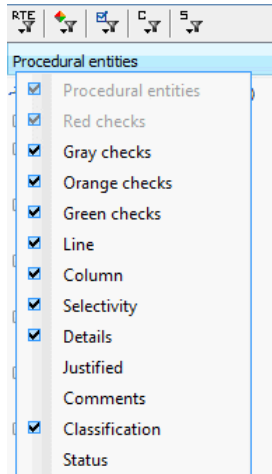 RTE C S
Procedural entities
)
Procedural entities
Red checks
Gray checks
Orange checks
Green checks
Line
Column
Selectivity
Details
Justified
Comments
Classification
Status